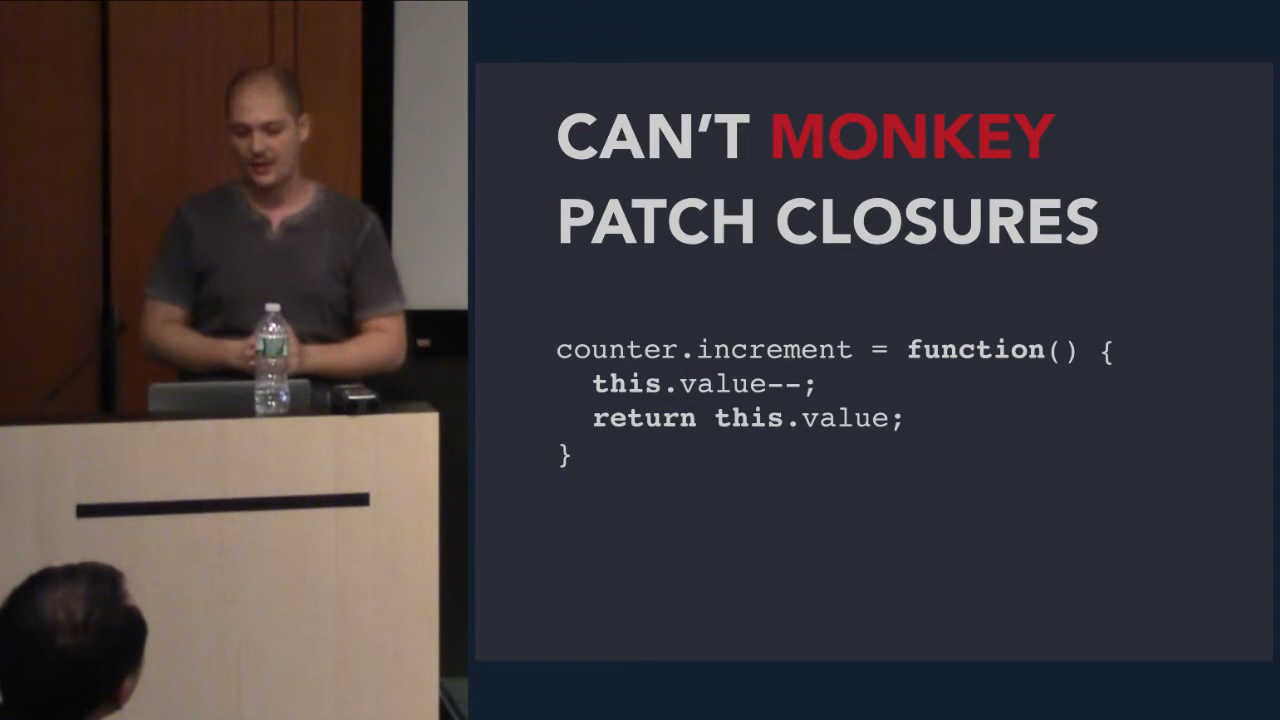 CAN’T MONKEY
PATCH CLOSURES
counter.increment = function() {
this.value--;
return this.value;
}